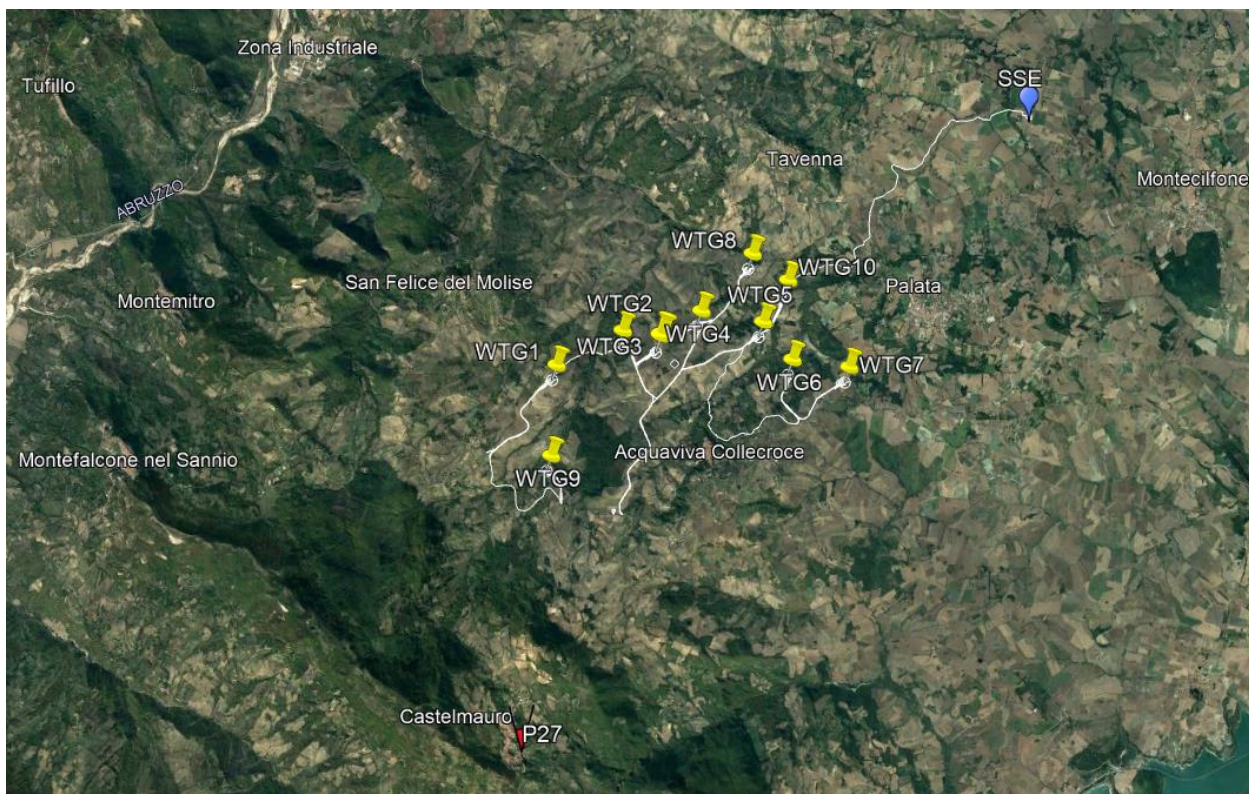 Zona Industriale
Tufillo
SSE
ABRUZZO
Tavenna
Montecilfone
WTG8
WTG10
San Felice del Molise
Palata
Montemitro
WTG2
WTG5
WTG3
WTG4
WTG1
WTG6
WTG7
Montefalcone nel Sannio
Acquaviva Collecroce
WTG9
Castelmauro
P27